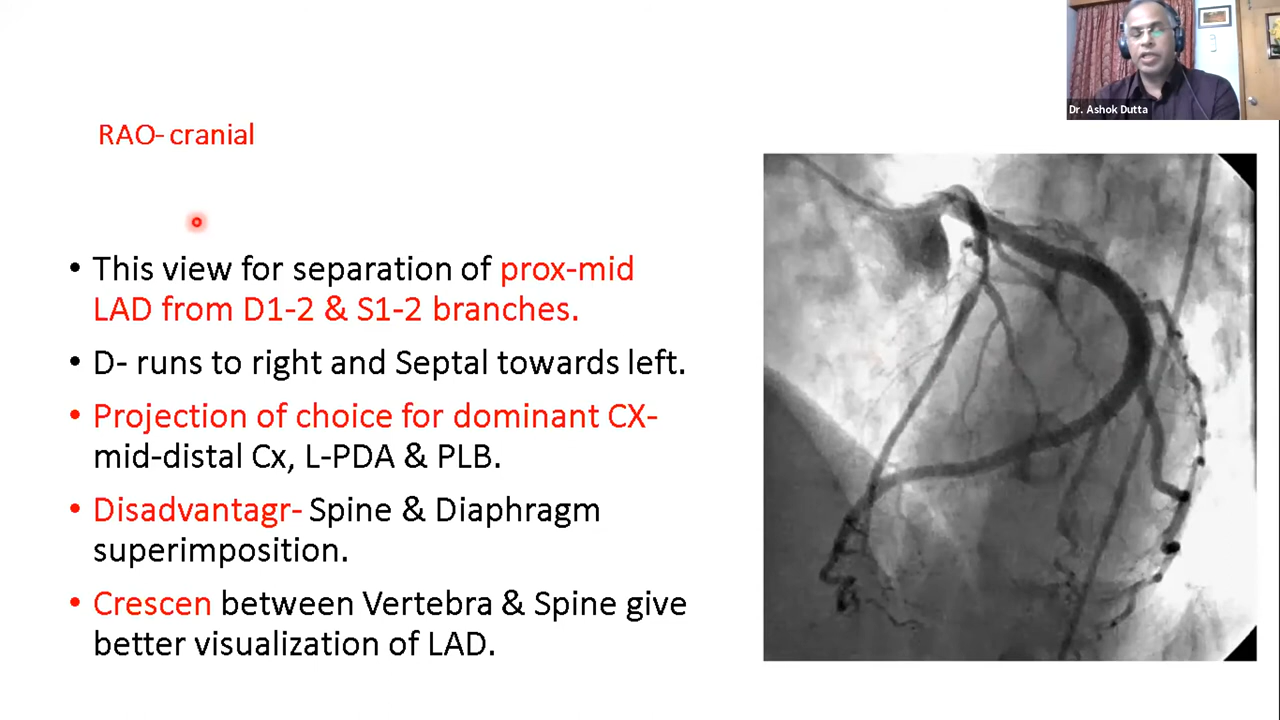 Dr. Ashok Dutta
RAO- cranial
• This view for separation of prox-mid
LAD from D1-2 & S1-2 branches.
• D- runs to right and Septal towards left.
• Projection of choice for dominant CX-
mid-distal Cx, L-PDA & PLB.
• Disadvantagr- Spine & Diaphragm
superimposition.
• Crescen between Vertebra & Spine give
better visualization of LAD.